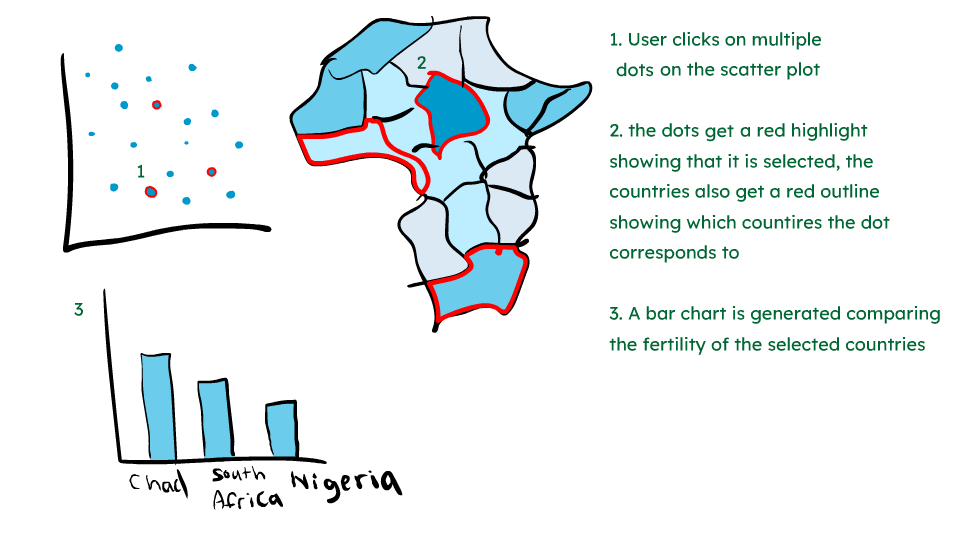 1. User clicks on multiple
dots on the scatter plot
2. the dots get a red highlight
showing that it is selected, the
countries also get a red outline
showing which countires the dot
corresponds to
3. A bar chart is generated comparing
the fertility of the selected countries
1
2
3
Chad
South
Africa
Nigeria